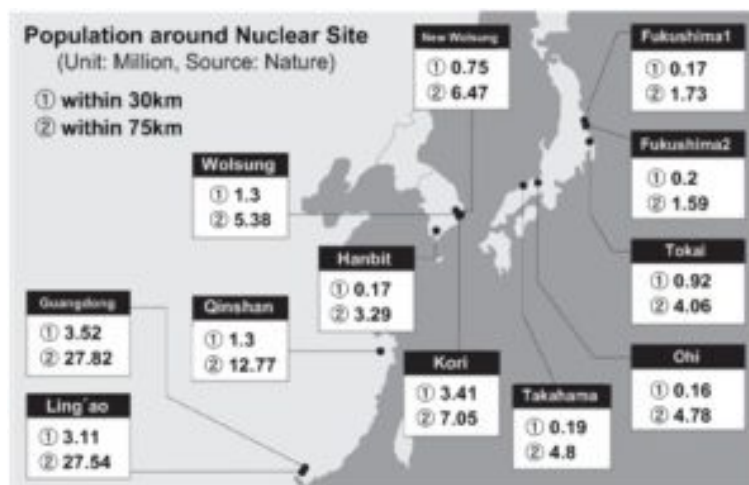 Population around Nuclear Site
(Unit: Million, Source: Nature)
① within 30km
② within 75km
New Wolsung
① 0.75
② 6.47
Fukushima1
① 0.17
② 1.73
Fukushima2
① 0.2
② 1.59
Wolsung
① 1.3
② 5.38
Hanbit
① 0.17
② 3.29
Tokai
① 0.92
② 4.06
Guangdong
① 3.52
② 27.82
Qinshan
① 1.3
② 12.77
Kori
① 3.41
② 7.05
Takahama
① 0.19
② 4.8
Ohi
① 0.16
② 4.78
Ling´ao
① 3.11
② 27.54